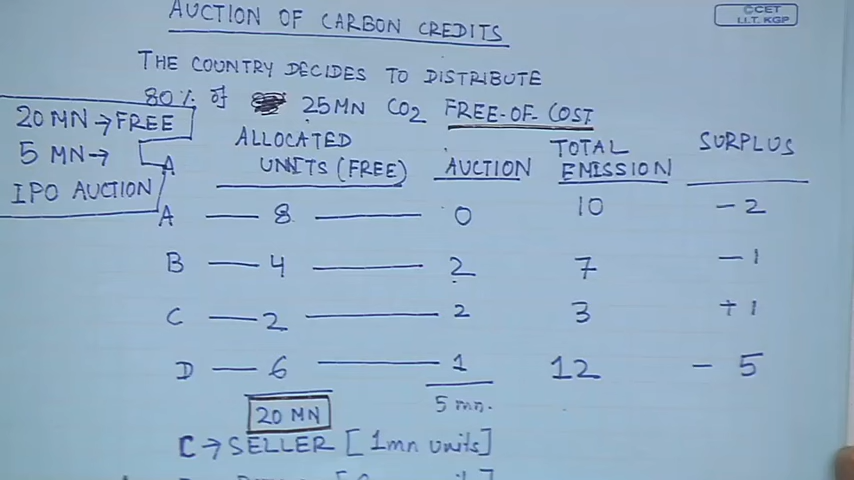 AUCTION OF CARBON CREDITS
© CET
I.I.T. KGP
THE COUNTRY DECIDES TO DISTRIBUTE
80% of 25MN CO2 FREE-OF-COST
20 MN → FREE
5 MN →
IPO AUCTION
A
ALLOCATED UNITS (FREE) AUCTION TOTAL EMISSION SURPLUS
A — 8 — 0 10 -2
B — 4 — 2 7 -1
C — 2 — 2 3 +1
D — 6 — 1 12 - 5
20 MN 5 mn.
C → SELLER [1mn units]